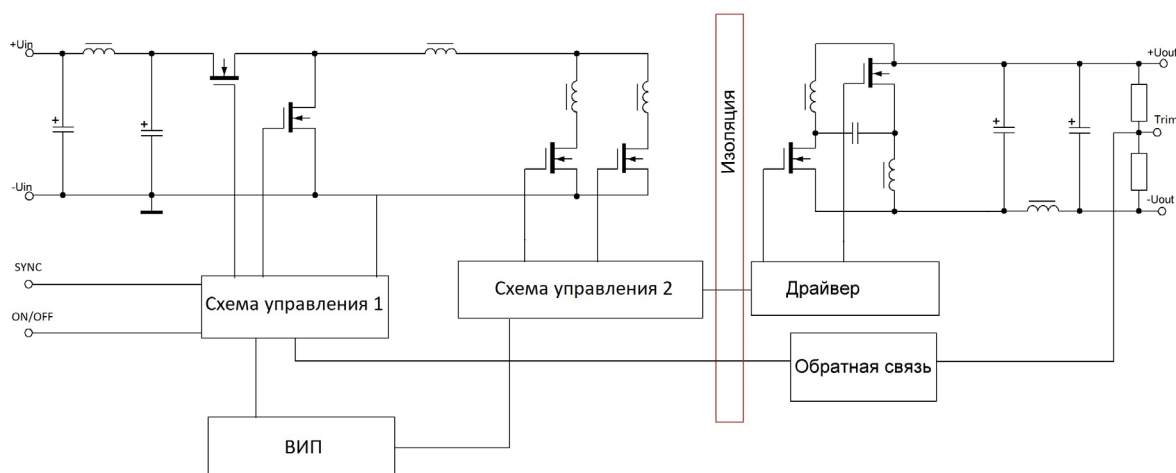 +Uin
+Uout
+
+
+
+
Изоляция
Trim
-Uin
-Uout
SYNC
Схема управления 1
Схема управления 2
Драйвер
ON/OFF
Обратная связь
ВИП